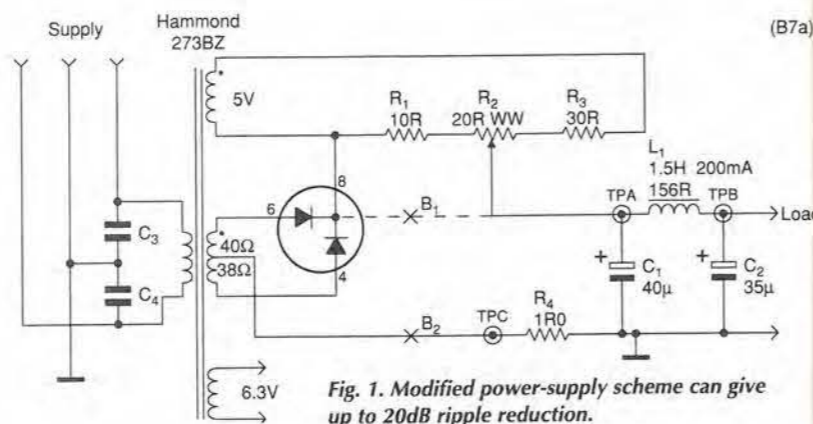 Supply
Hammond
273BZ
(B7a)
5V
R1
10R
R2
20R WW
R3
30R
L1
1.5H 200mA
156R
TPA
TPB
Load
8
6
4
B1
40Ω
38Ω
C3
C4
C1
40µ
C2
35µ
B2
TPC
R4
1R0
6.3V
Fig. 1. Modified power-supply scheme can give
up to 20dB ripple reduction.